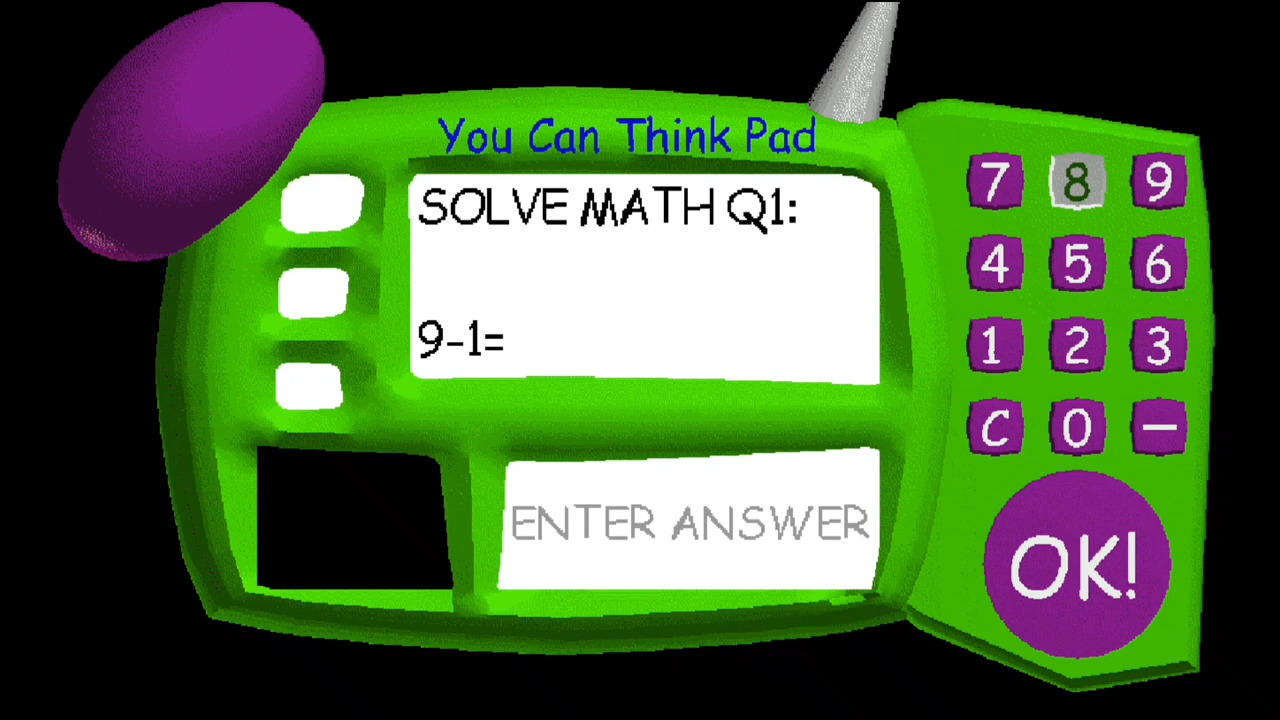 You Can Think Pad
SOLVE MATH Q1:
9-1=
ENTER ANSWER
7 8 9
4 5 6
1 2 3
C 0 −
OK!